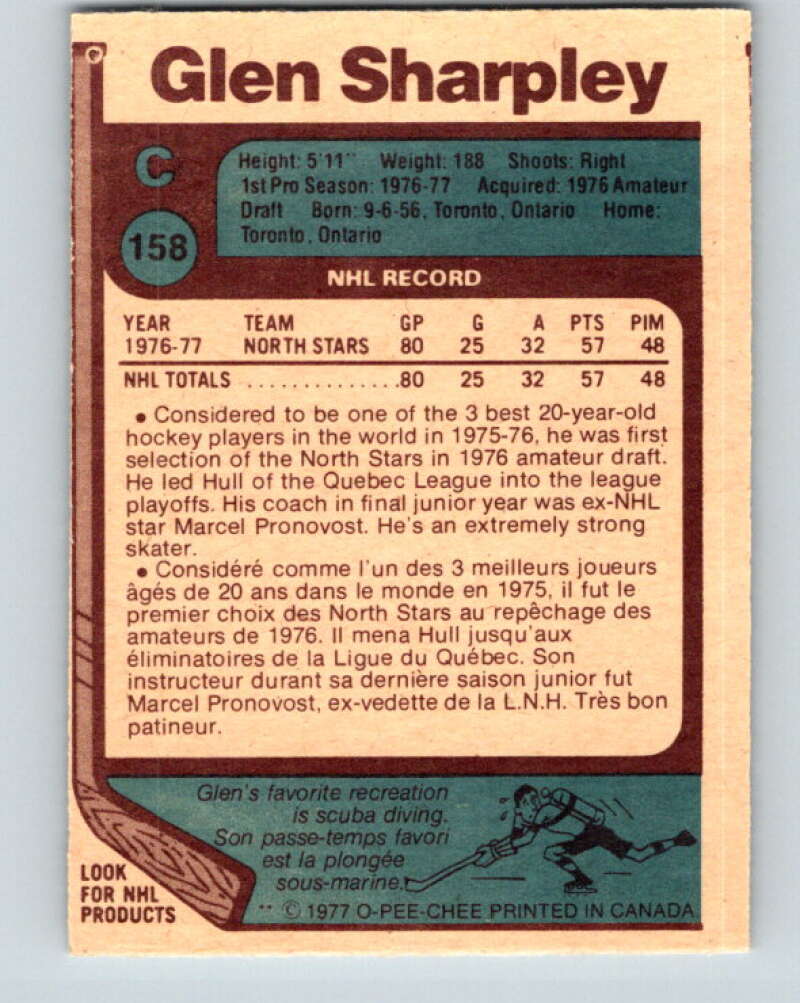 Glen Sharpley
C
158
Height: 5'11" Weight: 188 Shoots: Right
1st Pro Season: 1976-77 Acquired: 1976 Amateur
Draft Born: 9-6-56, Toronto, Ontario Home:
Toronto, Ontario
NHL RECORD
YEAR TEAM GP G A PTS PIM
1976-77 NORTH STARS 80 25 32 57 48
NHL TOTALS ...............80 25 32 57 48
• Considered to be one of the 3 best 20-year-old
hockey players in the world in 1975-76, he was first
selection of the North Stars in 1976 amateur draft.
He led Hull of the Quebec League into the league
playoffs. His coach in final junior year was ex-NHL
star Marcel Pronovost. He's an extremely strong
skater.
• Considéré comme l'un des 3 meilleurs joueurs
âgés de 20 ans dans le monde en 1975, il fut le
premier choix des North Stars au repêchage des
amateurs de 1976. Il mena Hull jusqu'aux
éliminatoires de la Ligue du Québec. Son
instructeur durant sa dernière saison junior fut
Marcel Pronovost, ex-vedette de la L.N.H. Très bon
patineur.
Glen's favorite recreation
is scuba diving.
Son passe-temps favori
est la plongée
sous-marine.
LOOK
FOR NHL
PRODUCTS
** © 1977 O-PEE-CHEE PRINTED IN CANADA